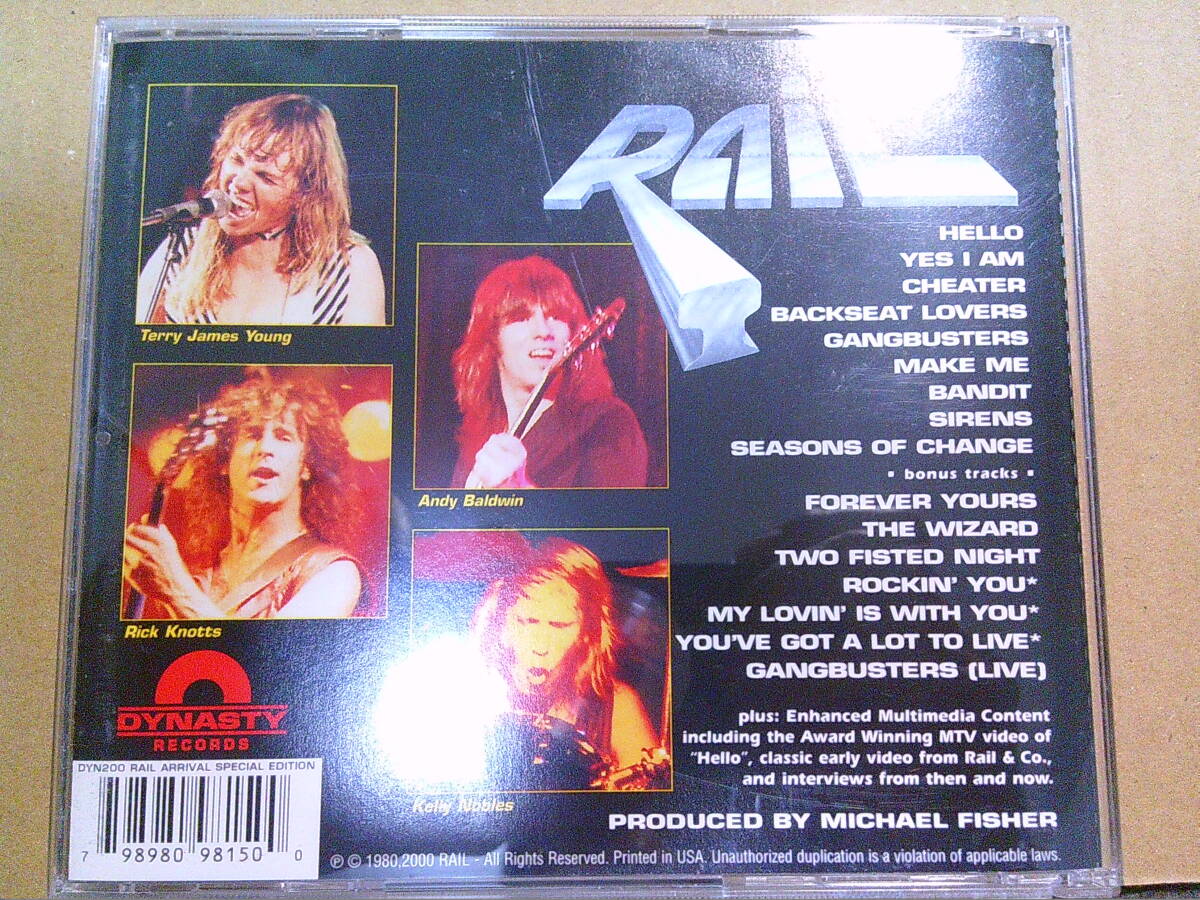 RAIL
Terry James Young
Andy Baldwin
Rick Knotts
Kelly Nobles
HELLO
YES I AM
CHEATER
BACKSEAT LOVERS
GANGBUSTERS
MAKE ME
BANDIT
SIRENS
SEASONS OF CHANGE
▪ bonus tracks ▪
FOREVER YOURS
THE WIZARD
TWO FISTED NIGHT
ROCKIN' YOU*
MY LOVIN' IS WITH YOU*
YOU'VE GOT A LOT TO LIVE*
GANGBUSTERS (LIVE)
plus: Enhanced Multimedia Content
including the Award Winning MTV video of
"Hello", classic early video from Rail & Co.,
and interviews from then and now.
PRODUCED BY MICHAEL FISHER
DYNASTY
RECORDS
DYN200 RAIL ARRIVAL SPECIAL EDITION
7 98980 98150 0
℗ © 1980,2000 RAIL - All Rights Reserved. Printed in USA. Unauthorized duplication is a violation of applicable laws.